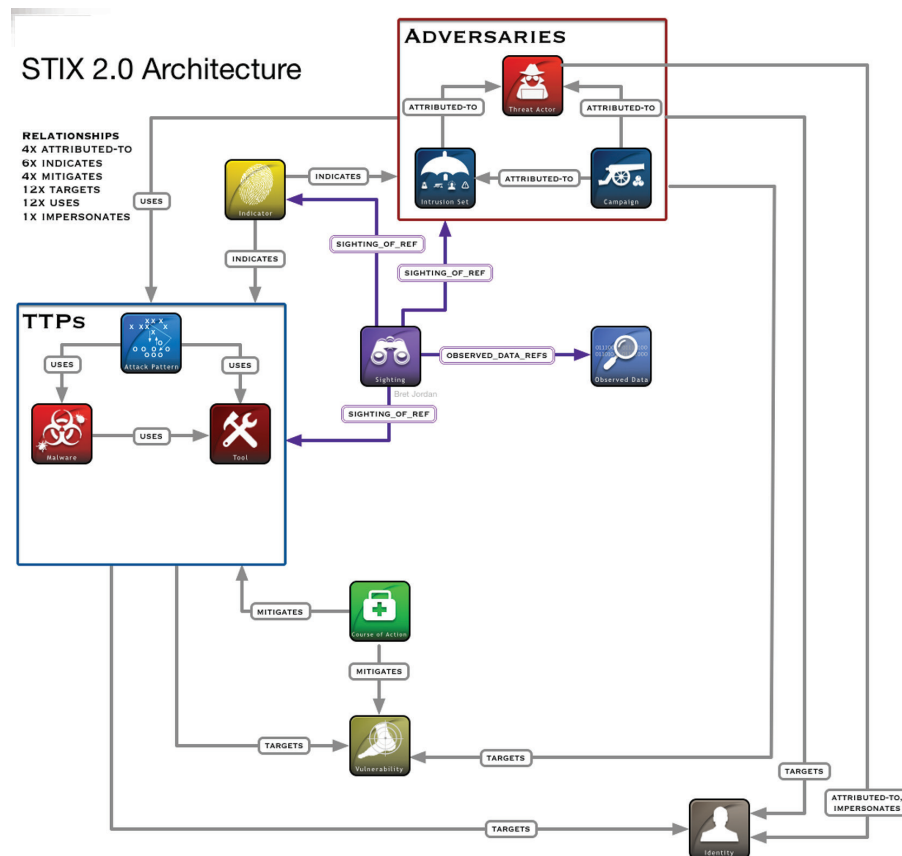 ADVERSARIES
STIX 2.0 Architecture
Threat Actor
ATTRIBUTED-TO
ATTRIBUTED-TO
RELATIONSHIPS
4X ATTRIBUTED-TO
6X INDICATES
4X MITIGATES
12X TARGETS
12X USES
1X IMPERSONATES
INDICATES
ATTRIBUTED-TO
USES
Indicator
Intrusion Set
Campaign
SIGHTING_OF_REF
INDICATES
SIGHTING_OF_REF
TTPS
X X X
X X X X
Attack Pattern
USES
USES
Sighting
OBSERVED_DATA_REFS
Observed Data
Bret Jordan
SIGHTING_OF_REF
USES
Malware
Tool
MITIGATES
Course of Action
MITIGATES
TARGETS
Vulnerability
TARGETS
TARGETS
ATTRIBUTED-TO,
IMPERSONATES
TARGETS
Identity